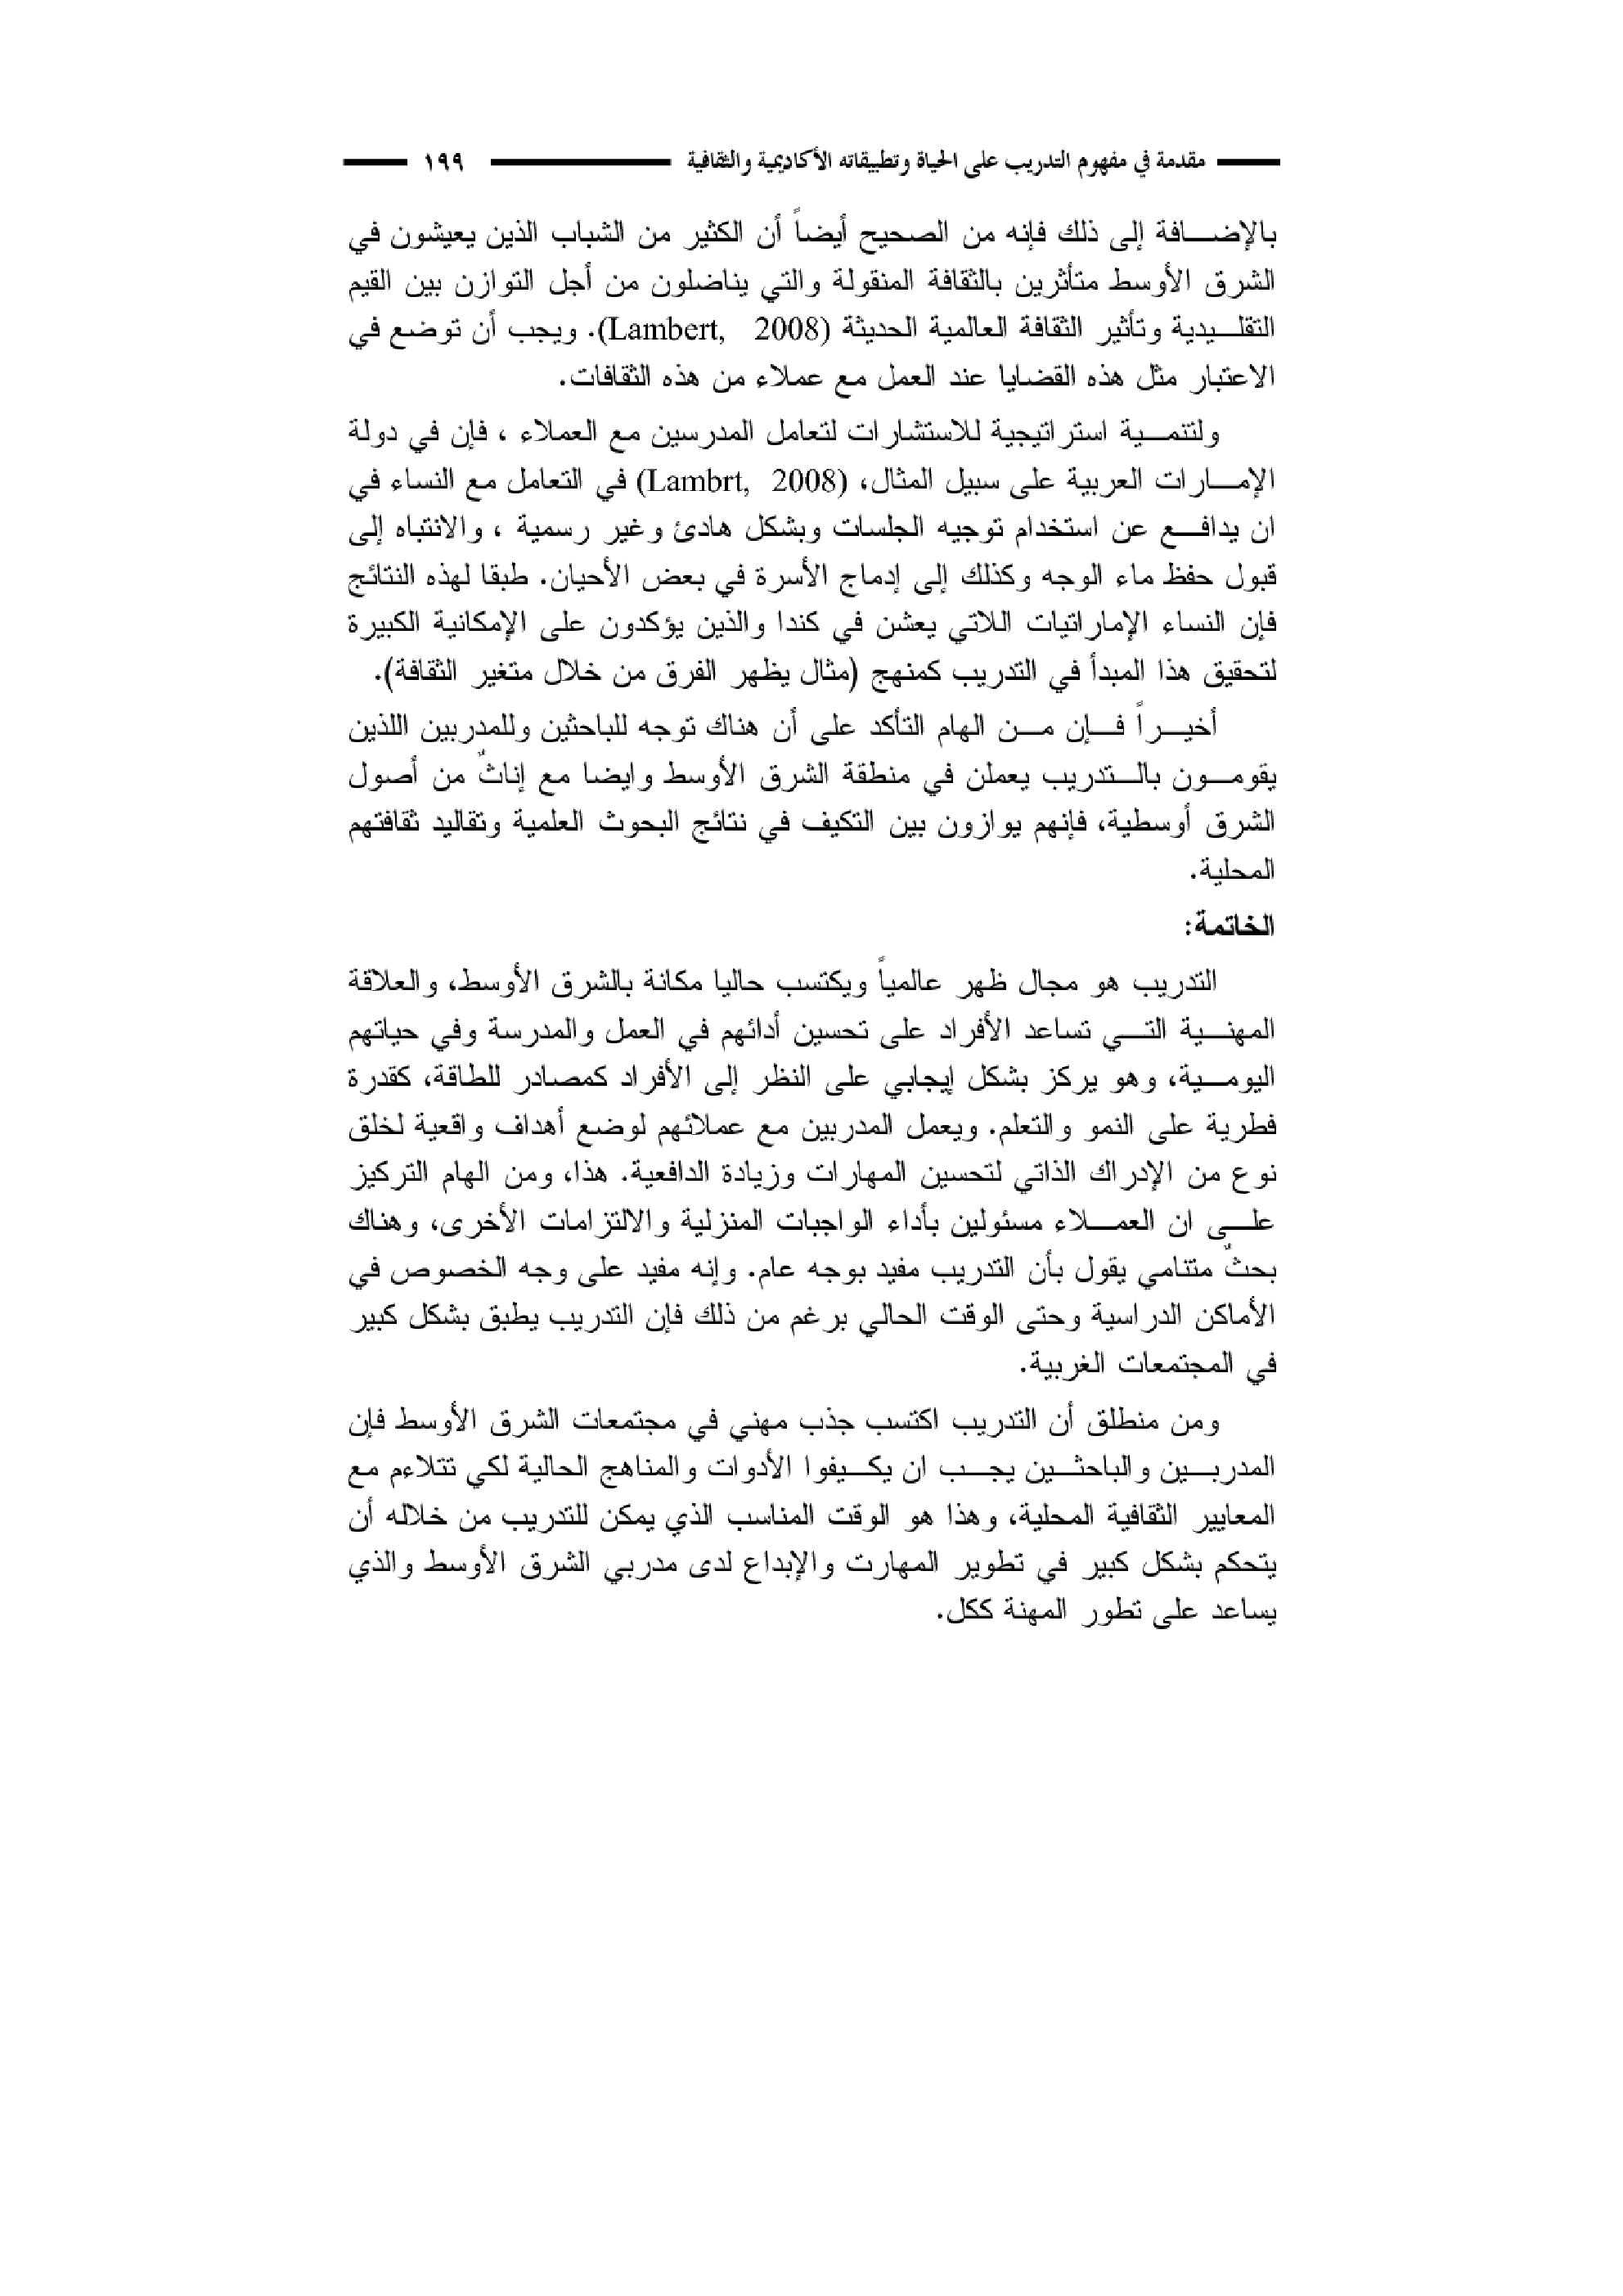 مقدمة في مفهوم التدريب على الحياة وتطبيقاته الأكاديمية والثقافية ١٩٩
بالإضافة إلى ذلك فإنه من الصحيح أيضاً أن الكثير من الشباب الذين يعيشون في
الشرق الأوسط متأثرين بالثقافة المنقولة والتي يناضلون من أجل التوازن بين القيم
التقليدية وتأثير الثقافة العالمية الحديثة (Lambert, 2008). ويجب أن توضع في
الاعتبار مثل هذه القضايا عند العمل مع عملاء من هذه الثقافات.
ولتنمية استراتيجية للاستشارات لتعامل المدرسين مع العملاء ، فإن في دولة
الإمارات العربية على سبيل المثال، (Lambrt, 2008) في التعامل مع النساء في
ان يدافع عن استخدام توجيه الجلسات وبشكل هادئ وغير رسمية ، والانتباه إلى
قبول حفظ ماء الوجه وكذلك إلى إدماج الأسرة في بعض الأحيان. طبقا لهذه النتائج
فإن النساء الإماراتيات اللاتي يعشن في كندا والذين يؤكدون على الإمكانية الكبيرة
لتحقيق هذا المبدأ في التدريب كمنهج (مثال يظهر الفرق من خلال متغير الثقافة).
أخيراً فإن من الهام التأكد على أن هناك توجه للباحثين وللمدربين اللذين
يقومون بالتدريب يعملن في منطقة الشرق الأوسط وايضا مع إناثٌ من أصول
الشرق أوسطية، فإنهم يوازون بين التكيف في نتائج البحوث العلمية وتقاليد ثقافتهم
المحلية.
الخاتمة:
التدريب هو مجال ظهر عالمياً ويكتسب حاليا مكانة بالشرق الأوسط، والعلاقة
المهنية التي تساعد الأفراد على تحسين أدائهم في العمل والمدرسة وفي حياتهم
اليومية، وهو يركز بشكل إيجابي على النظر إلى الأفراد كمصادر للطاقة، كقدرة
فطرية على النمو والتعلم. ويعمل المدربين مع عملائهم لوضع أهداف واقعية لخلق
نوع من الإدراك الذاتي لتحسين المهارات وزيادة الدافعية. هذا، ومن الهام التركيز
على ان العملاء مسئولين بأداء الواجبات المنزلية والالتزامات الأخرى، وهناك
بحثٌ متنامي يقول بأن التدريب مفيد بوجه عام. وإنه مفيد على وجه الخصوص في
الأماكن الدراسية وحتى الوقت الحالي برغم من ذلك فإن التدريب يطبق بشكل كبير
في المجتمعات الغربية.
ومن منطلق أن التدريب اكتسب جذب مهني في مجتمعات الشرق الأوسط فإن
المدربين والباحثين يجب ان يكيفوا الأدوات والمناهج الحالية لكي تتلاءم مع
المعايير الثقافية المحلية، وهذا هو الوقت المناسب الذي يمكن للتدريب من خلاله أن
يتحكم بشكل كبير في تطوير المهارت والإبداع لدى مدربي الشرق الأوسط والذي
يساعد على تطور المهنة ككل.